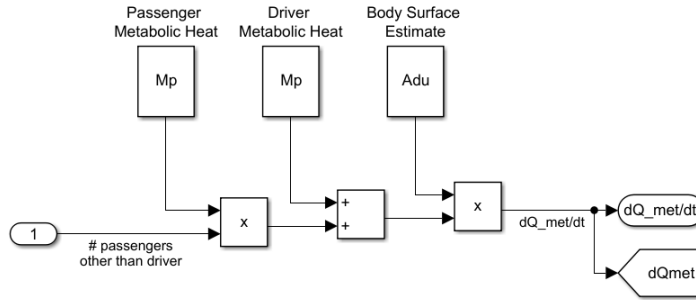 Passenger
Metabolic Heat
Driver
Metabolic Heat
Body Surface
Estimate
Mp
Mp
Adu
x
+
+
x
1
# passengers
other than driver
dQ_met/dt
dQ_met/dt
dQmet